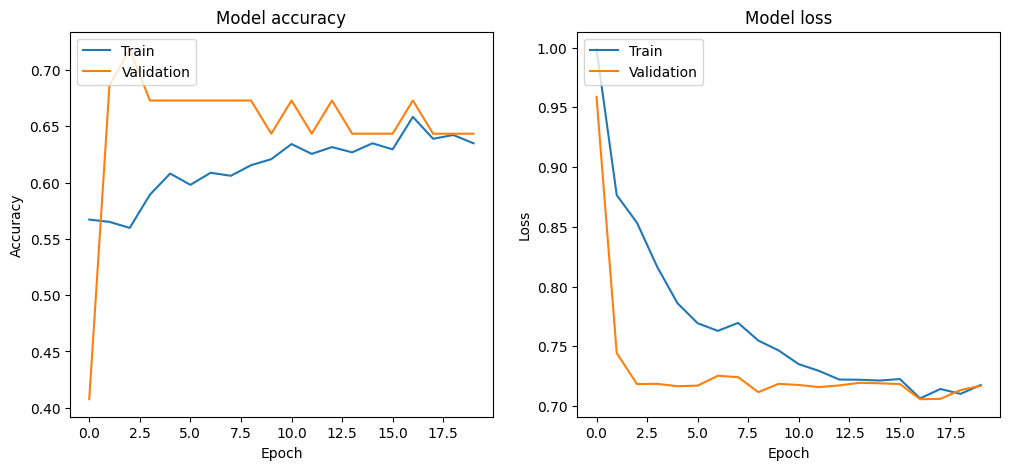 Model accuracy
Train
Validation
0.70
0.65
0.60
0.55
0.50
0.45
0.40
Accuracy
0.0 2.5 5.0 7.5 10.0 12.5 15.0 17.5
Epoch
Model loss
Train
Validation
1.00
0.95
0.90
0.85
0.80
0.75
0.70
Loss
0.0 2.5 5.0 7.5 10.0 12.5 15.0 17.5
Epoch